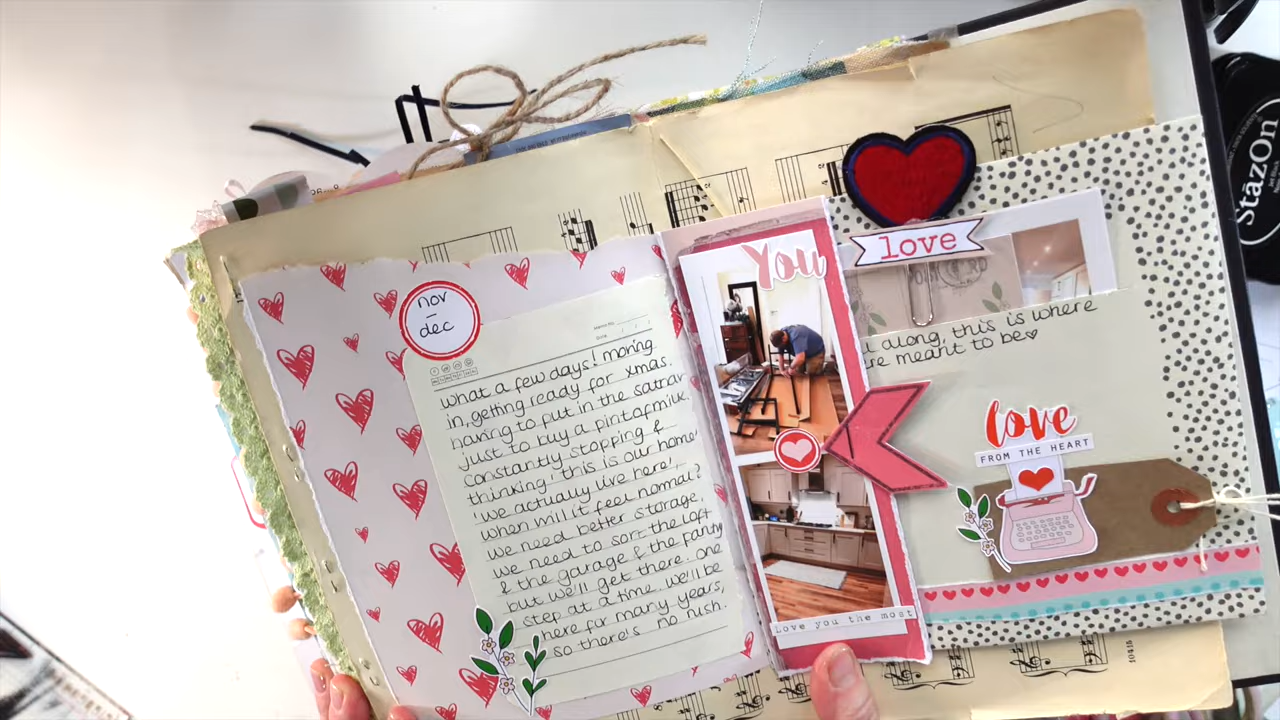 nov
-
dec
What a few days! moving
in, getting ready for xmas.
having to put in the satnav
just to buy a pint of milk.
constantly stopping &
thinking, 'this is our home'
we actually live here!
when will it feel normal?
we need better storage,
we need to sort the loft
& the garage & the pantry
but we'll get there. one
step at a time. we'll be
here for many years,
so there's no rush.
You
Love you the most
love
along, this is where
meant to be♡
love
FROM THE HEART
StāzOn